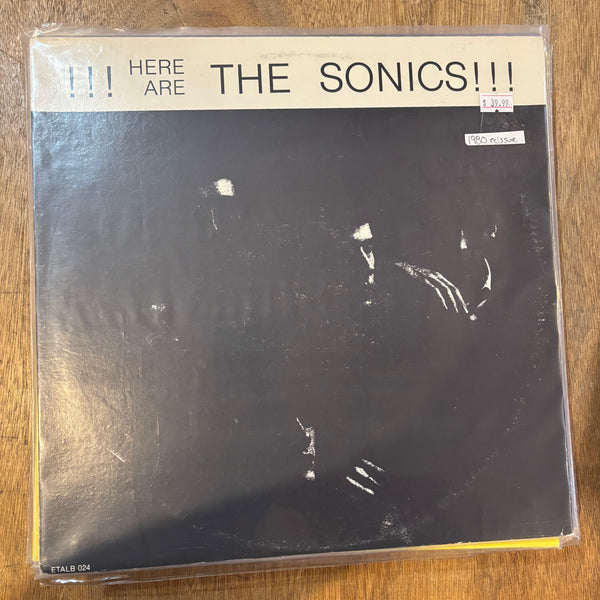 !!! HERE ARE THE SONICS!!!
$ 39.99
1980 reissue
ETALB 024